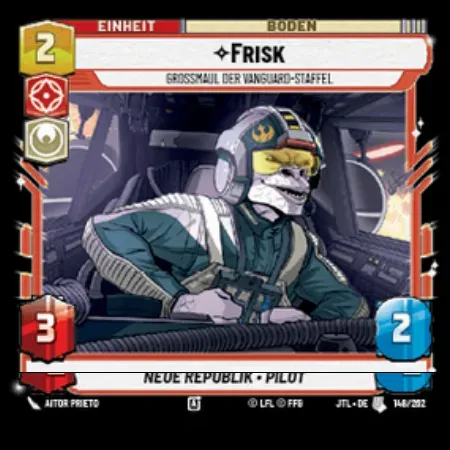 EINHEIT BODEN
2
FRISK
GROSSMAUL DER VANGUARD-STAFFEL
3
2
NEUE REPUBLIK • PILOT
AITOR PRIETO A © LFL © FFG JTL • DE 148/262